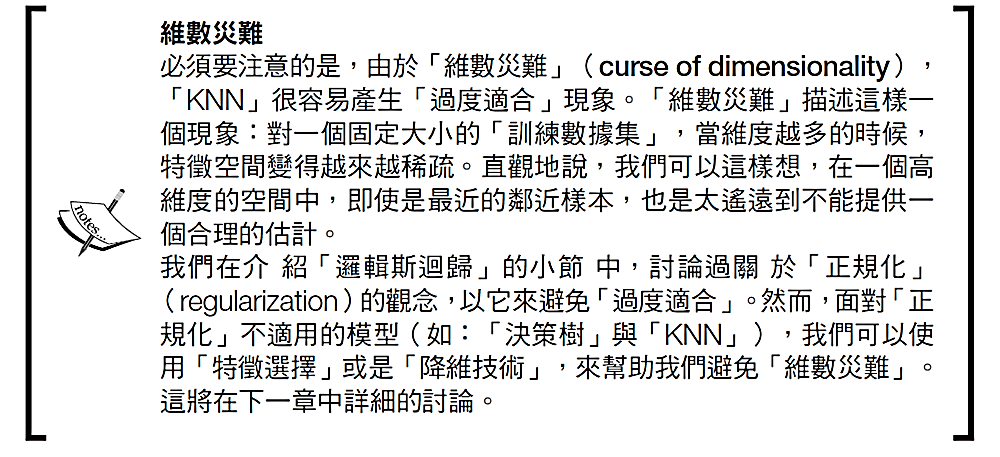 維數災難
必須要注意的是，由於「維數災難」（curse of dimensionality），
「KNN」很容易產生「過度適合」現象。「維數災難」描述這樣一
個現象：對一個固定大小的「訓練數據集」，當維度越多的時候，
特徵空間變得越來越稀疏。直觀地說，我們可以這樣想，在一個高
維度的空間中，即使是最近的鄰近樣本，也是太遙遠到不能提供一
個合理的估計。
notes...
我們在介 紹「邏輯斯迴歸」的小節 中，討論過關 於「正規化」
（regularization）的觀念，以它來避免「過度適合」。然而，面對「正
規化」不適用的模型（如：「決策樹」與「KNN」），我們可以使
用「特徵選擇」或是「降維技術」，來幫助我們避免「維數災難」。
這將在下一章中詳細的討論。